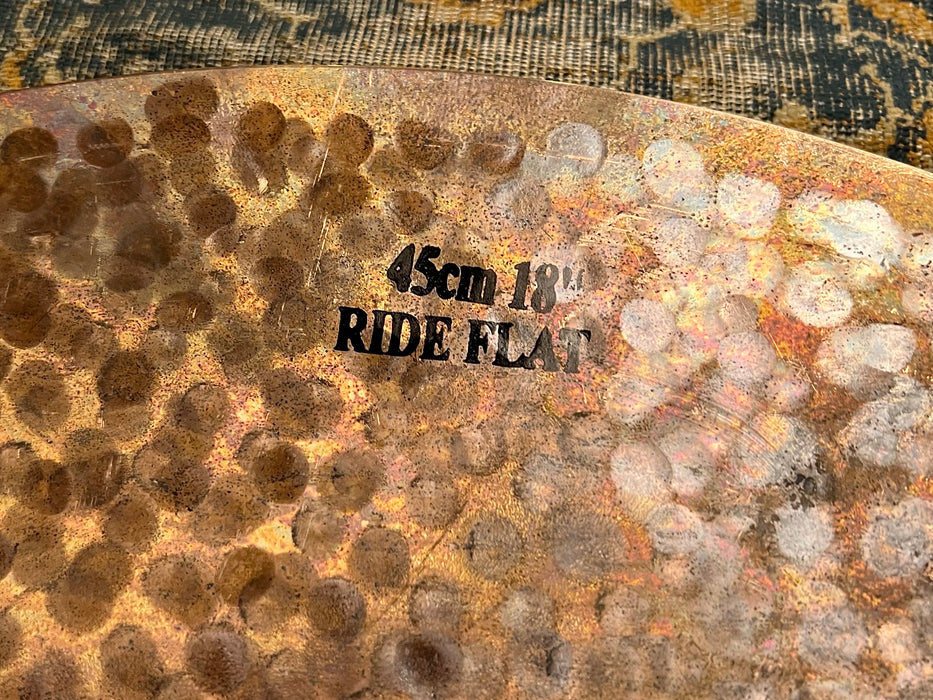 45cm 18"
RIDE FLAT